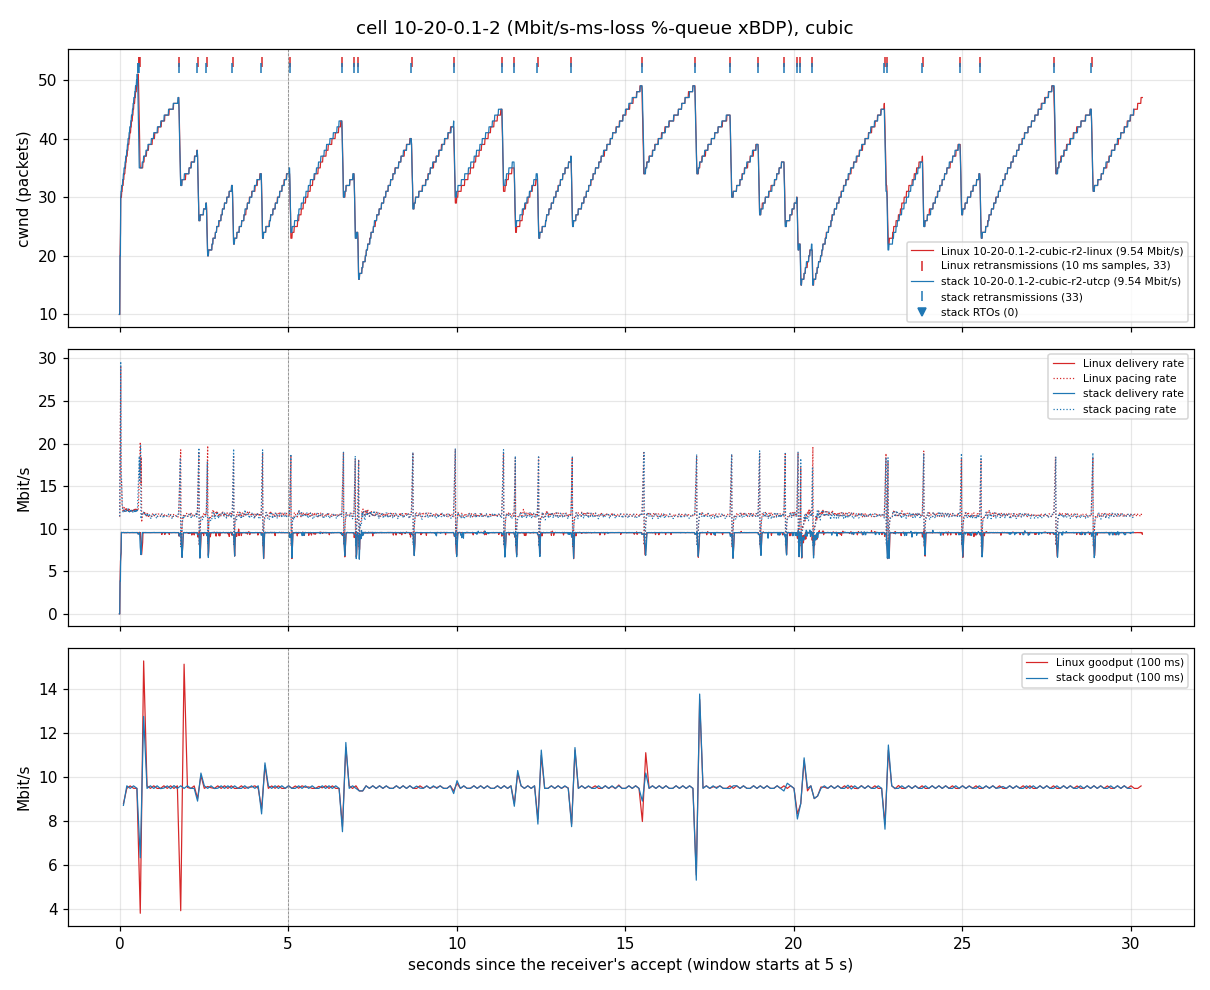 cell 10-20-0.1-2 (Mbit/s-ms-loss %-queue xBDP), cubic
cwnd (packets)
50
40
30
20
10
Linux 10-20-0.1-2-cubic-r2-linux (9.54 Mbit/s)
Linux retransmissions (10 ms samples, 33)
stack 10-20-0.1-2-cubic-r2-utcp (9.54 Mbit/s)
stack retransmissions (33)
stack RTOs (0)
Mbit/s
30
25
20
15
10
5
0
Linux delivery rate
Linux pacing rate
stack delivery rate
stack pacing rate
Mbit/s
14
12
10
8
6
4
Linux goodput (100 ms)
stack goodput (100 ms)
0 5 10 15 20 25 30
seconds since the receiver's accept (window starts at 5 s)